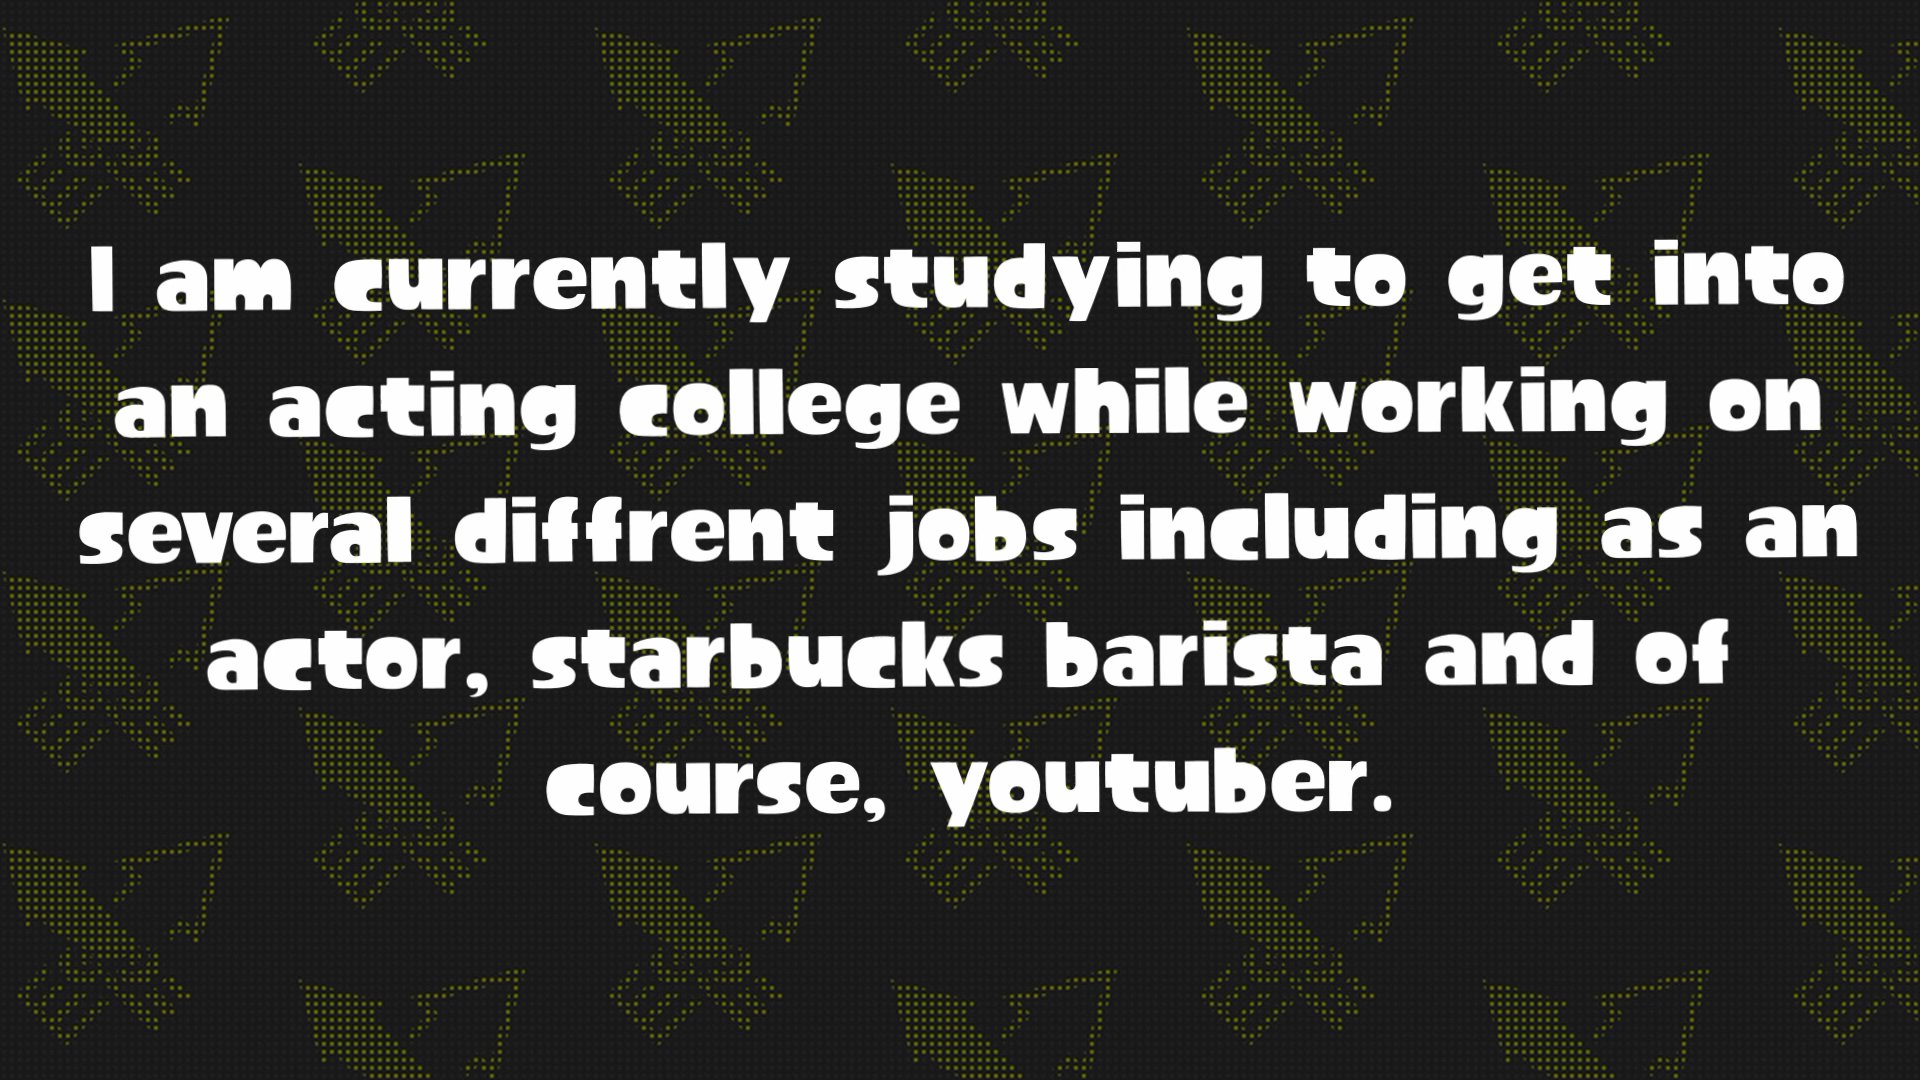 I am currently studying to get into
an acting college while working on
several diffrent jobs including as an
actor, starbucks barista and of
course, youtuber.